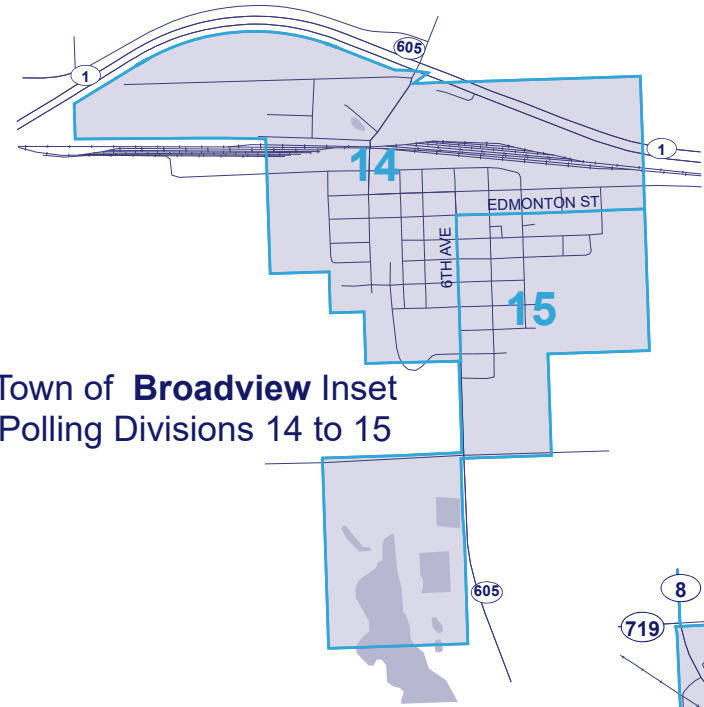 605
1
1
14
EDMONTON ST
6TH AVE
15
Town of Broadview Inset
Polling Divisions 14 to 15
605
8
719